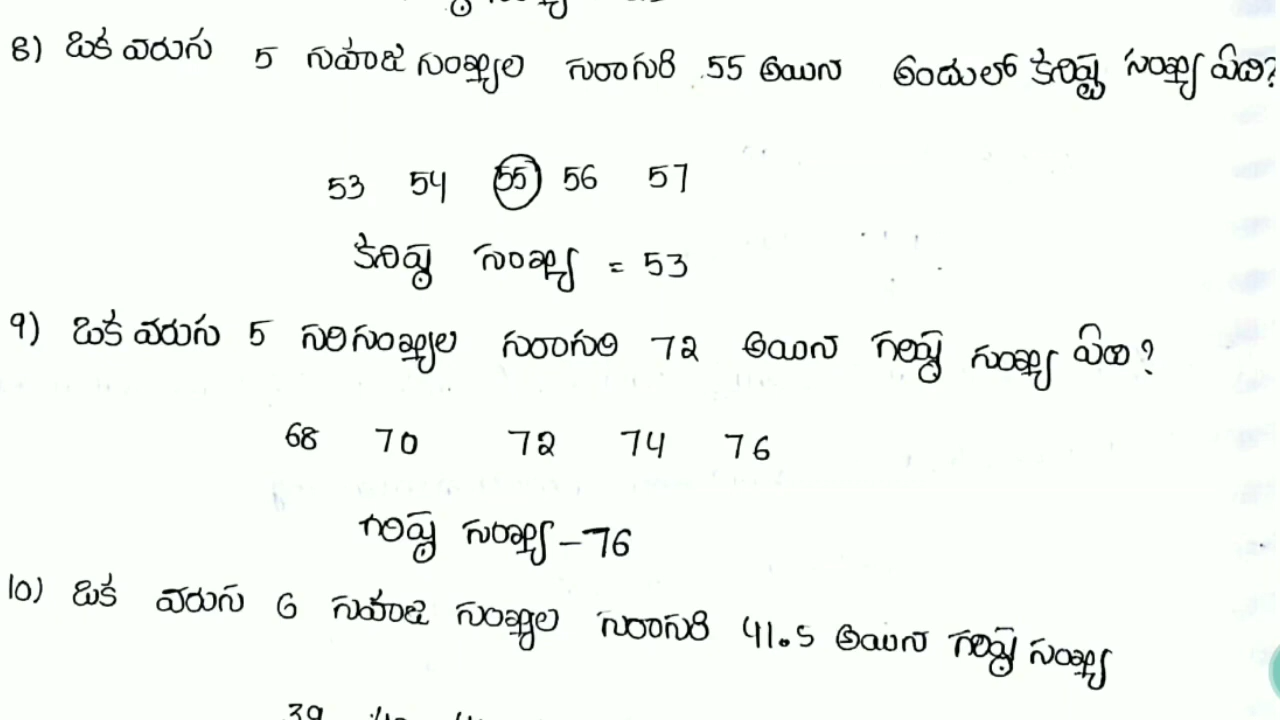 8) ఒక వరుస 5 సహజ సంఖ్యల సరాసరి 55 అయిన అందులో కనిష్ట సంఖ్య ఏది?
53 54 55 56 57
కనిష్ఠ సంఖ్య = 53
9) ఒక వరుస 5 సరిసంఖ్యల సరాసరి 72 అయిన గరిష్ఠ సంఖ్య ఏది?
68 70 72 74 76
గరిష్ఠ సంఖ్య - 76
10) ఒక వరుస 6 సహజ సంఖ్యల సరాసరి 41.5 అయిన గరిష్ఠ సంఖ్య
39